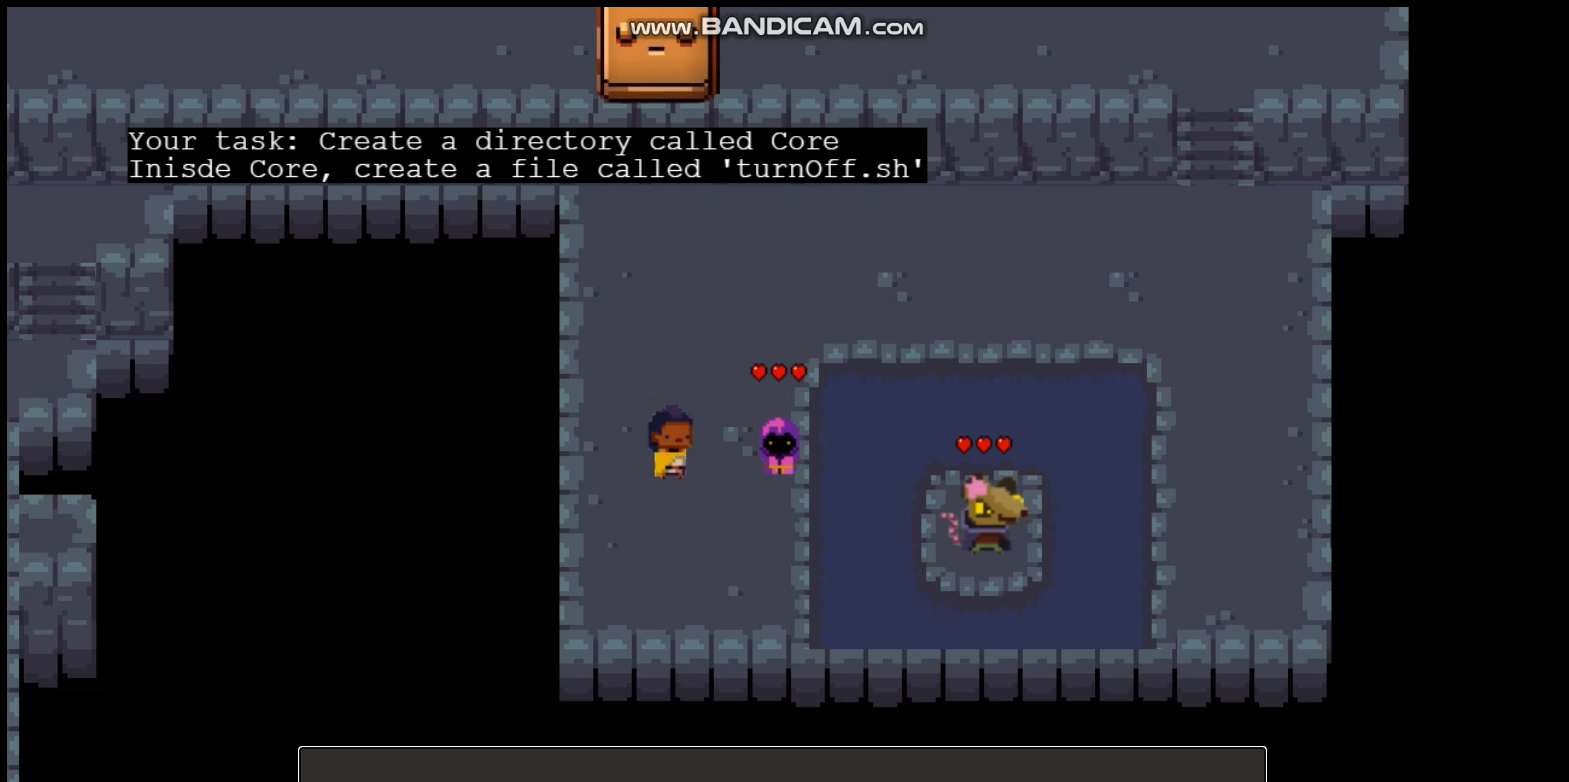 www.BANDICAM.com
Your task: Create a directory called Core
Inisde Core, create a file called 'turnOff.sh'